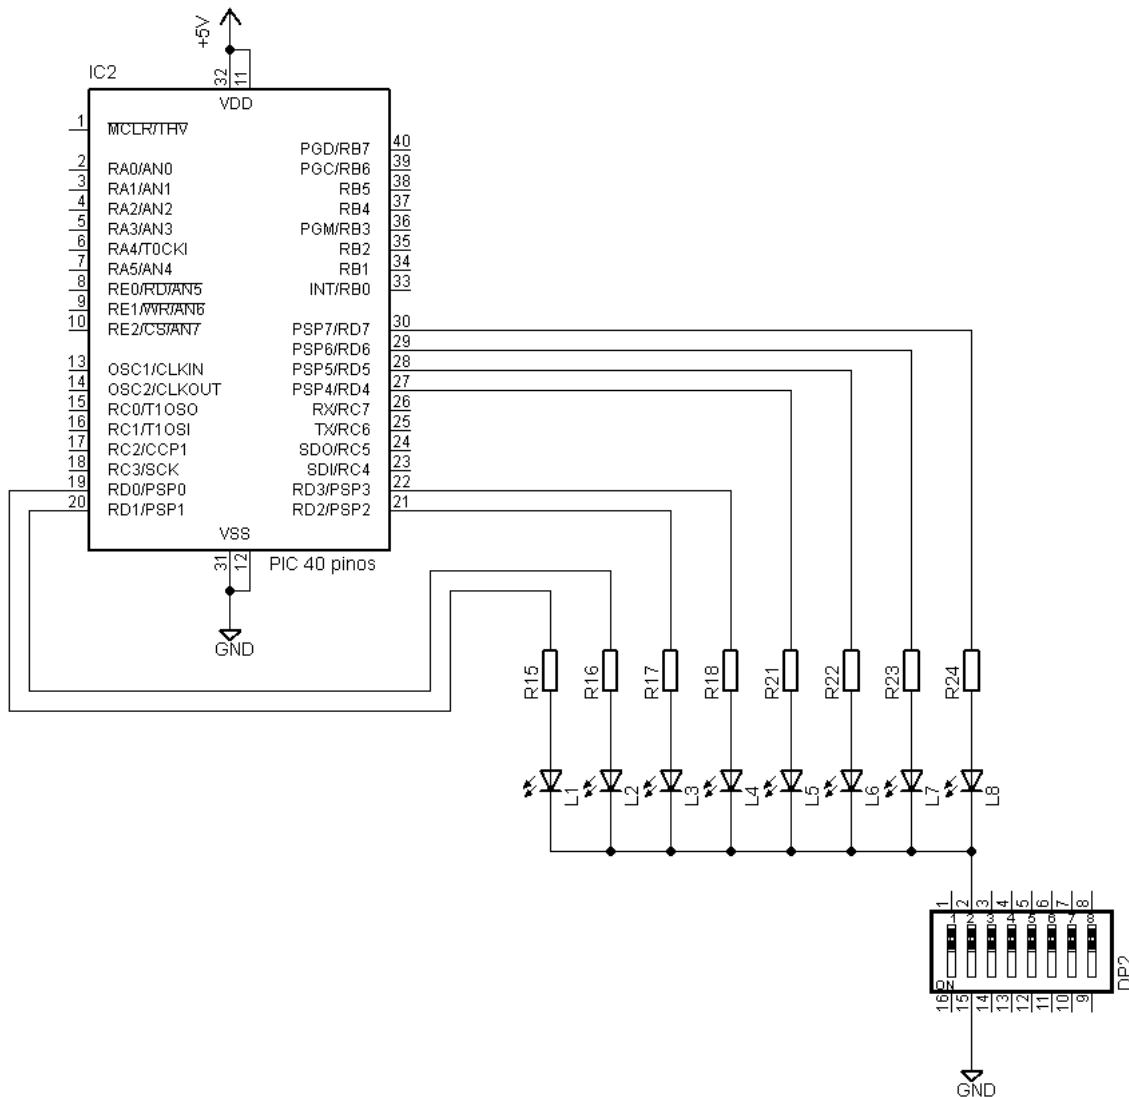 +5V
IC2
32
11
VDD
1
MCLR/THV
40
PGD/RB7
2
RA0/AN0
39
PGC/RB6
3
RA1/AN1
38
RB5
4
RA2/AN2
37
RB4
5
RA3/AN3
36
PGM/RB3
6
RA4/T0CKI
35
RB2
7
RA5/AN4
34
RB1
8
RE0/RD/AN5
33
INT/RB0
9
RE1/WR/AN6
10
RE2/CS/AN7
30
PSP7/RD7
29
PSP6/RD6
13
OSC1/CLKIN
28
PSP5/RD5
14
OSC2/CLKOUT
27
PSP4/RD4
15
RC0/T1OSO
26
RX/RC7
16
RC1/T1OSI
25
TX/RC6
17
RC2/CCP1
24
SDO/RC5
18
RC3/SCK
23
SDI/RC4
19
RD0/PSP0
22
RD3/PSP3
20
RD1/PSP1
21
RD2/PSP2
VSS
31
12
PIC 40 pinos
GND
R15
R16
R17
R18
R21
R22
R23
R24
L1
L2
L3
L4
L5
L6
L7
L8
1 2 3 4 5 6 7 8
1 2 3 4 5 6 7 8
ON
DP2
16 15 14 13 12 11 10 9
GND